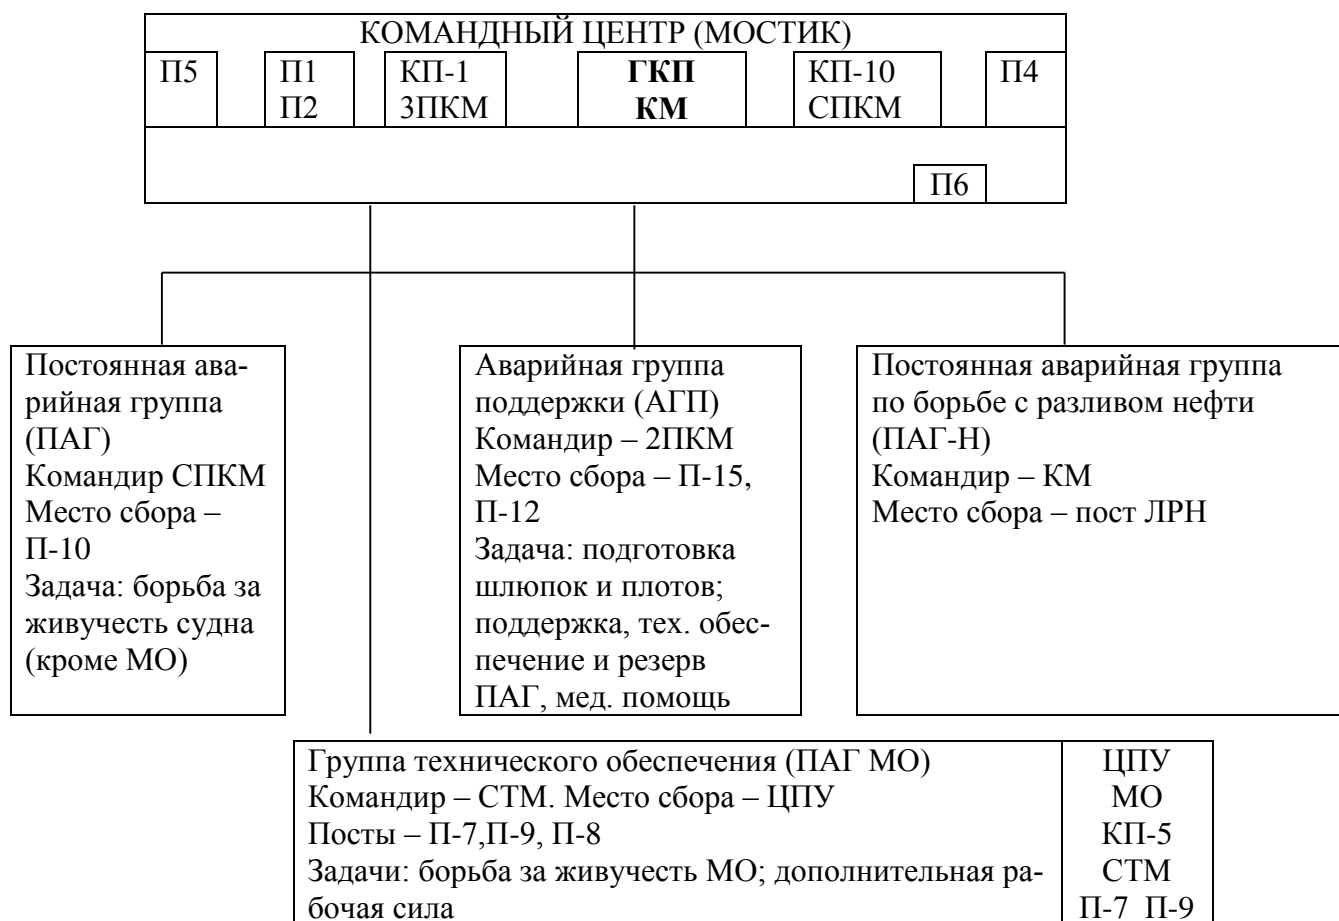 КОМАНДНЫЙ ЦЕНТР (МОСТИК)
П5 П1 КП-1 ГКП КП-10 П4
П2 3ПКМ КМ СПКМ
П6
Постоянная ава-
рийная группа
(ПАГ)
Командир СПКМ
Место сбора –
П-10
Задача: борьба за
живучесть судна
(кроме МО)
Аварийная группа
поддержки (АГП)
Командир – 2ПКМ
Место сбора – П-15,
П-12
Задача: подготовка
шлюпок и плотов;
поддержка, тех. обес-
печение и резерв
ПАГ, мед. помощь
Постоянная аварийная группа
по борьбе с разливом нефти
(ПАГ-Н)
Командир – КМ
Место сбора – пост ЛРН
Группа технического обеспечения (ПАГ МО)
Командир – СТМ. Место сбора – ЦПУ
Посты – П-7,П-9, П-8
Задачи: борьба за живучесть МО; дополнительная ра-
бочая сила
ЦПУ
МО
КП-5
СТМ
П-7 П-9